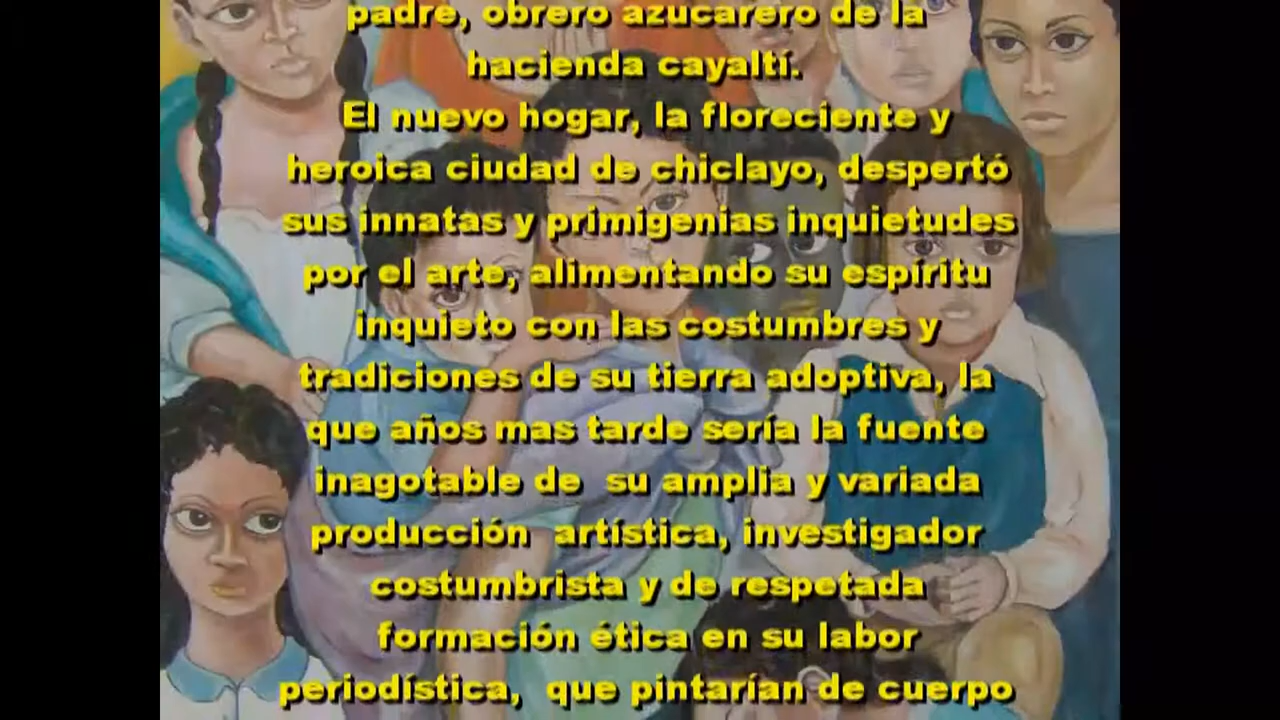 padre, obrero azucarero de la
hacienda cayaltí.
El nuevo hogar, la floreciente y
heroica ciudad de chiclayo, despertó
sus innatas y primigenias inquietudes
por el arte, alimentando su espíritu
inquieto con las costumbres y
tradiciones de su tierra adoptiva, la
que años mas tarde sería la fuente
inagotable de su amplia y variada
producción artística, investigador
costumbrista y de respetada
formación ética en su labor
periodística, que pintarían de cuerpo